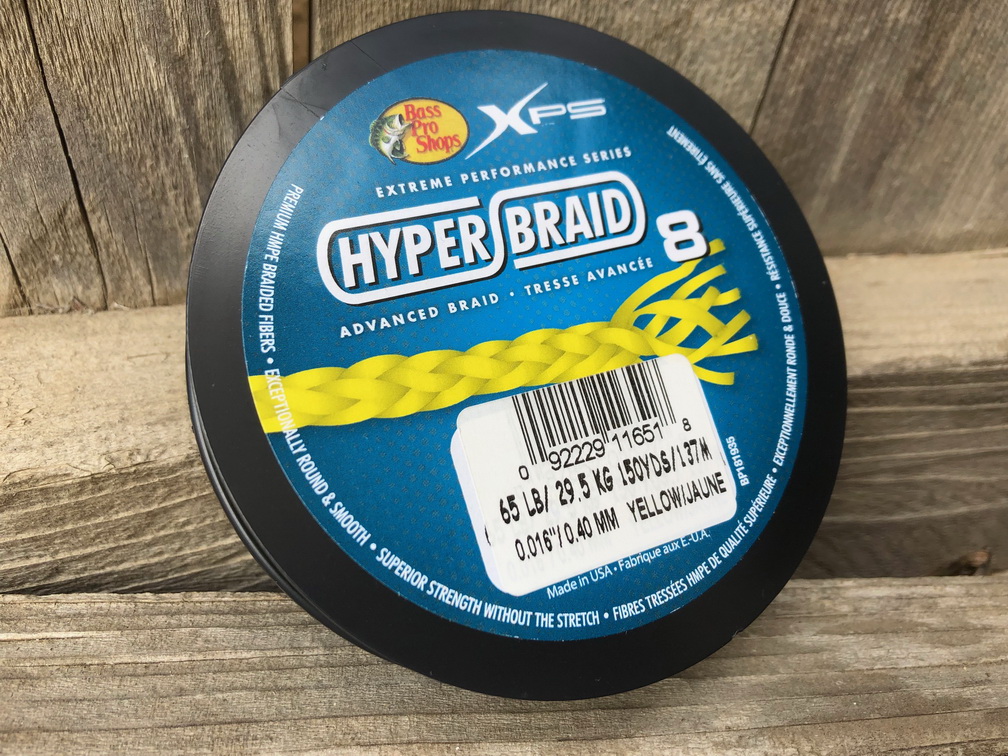 Bass
Pro
Shops
XPS
EXTREME PERFORMANCE SERIES
HYPER BRAID 8
ADVANCED BRAID • TRESSE AVANCÉE
PREMIUM HMPE BRAIDED FIBERS • EXCEPTIONALLY ROUND & SMOOTH • SUPERIOR STRENGTH WITHOUT THE STRETCH • FIBRES TRESSÉES HMPE DE QUALITÉ SUPÉRIEURE • EXCEPTIONNELLEMENT RONDE & DOUCE • RÉSISTANCE SUPÉRIEURE SANS ÉTIREMENT
0 92229 11651 8
65 LB/ 29.5 KG 150YDS/137M
0.016"/0.40 MM YELLOW/JAUNE
BP181935
Made in USA • Fabrique aux E.-U.A.